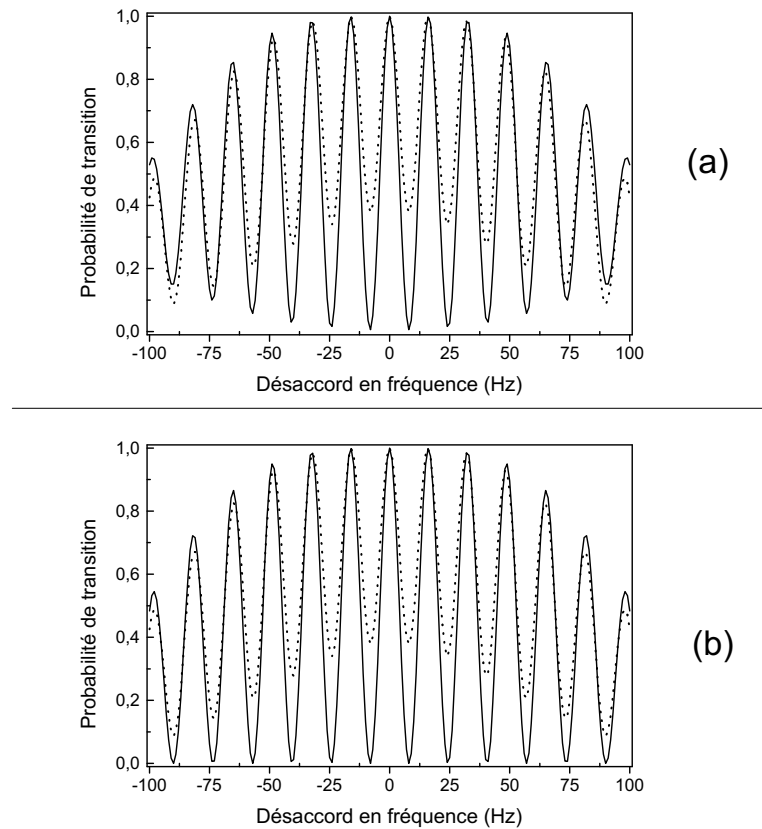 1,0
0,8
0,6
0,4
0,2
0,0
Probabilité de transition
-100 -75 -50 -25 0 25 50 75 100
Désaccord en fréquence (Hz)
(a)
1,0
0,8
0,6
0,4
0,2
0,0
Probabilité de transition
-100 -75 -50 -25 0 25 50 75 100
Désaccord en fréquence (Hz)
(b)